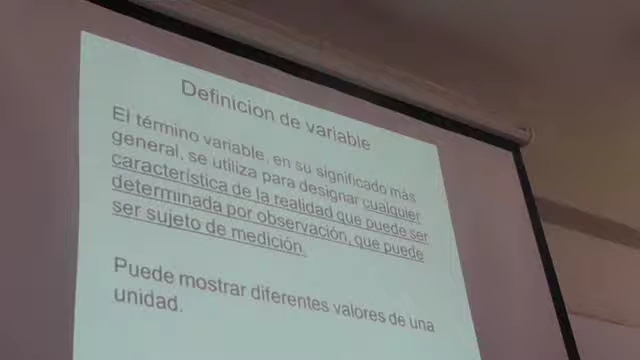 Definicion de variable
El término variable, en su significado más
general, se utiliza para designar cualquier
característica de la realidad que puede ser
determinada por observación, que puede
ser sujeto de medición.
Puede mostrar diferentes valores de una
unidad.